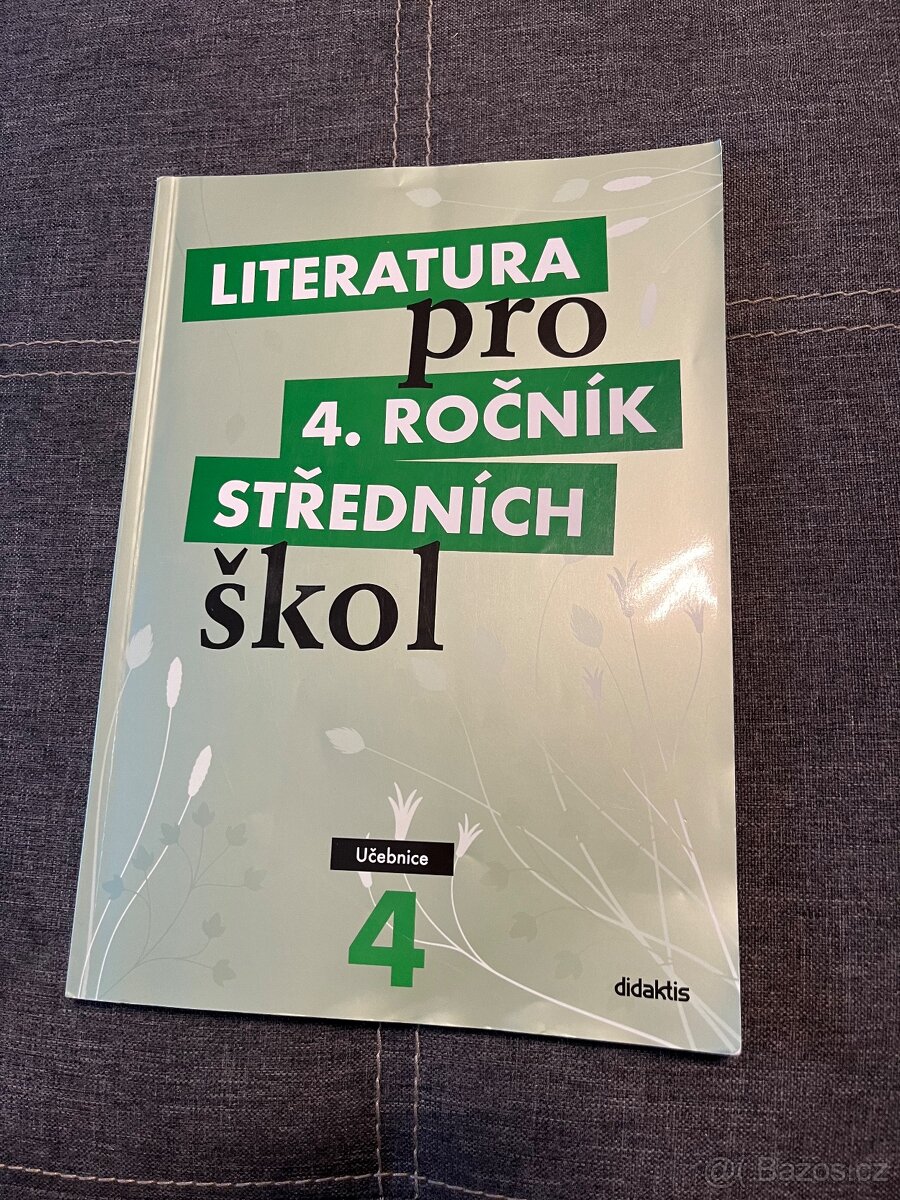 LITERATURA
pro
4. ROČNÍK
STŘEDNÍCH
škol
Učebnice
4
didaktis
Bazos.cz